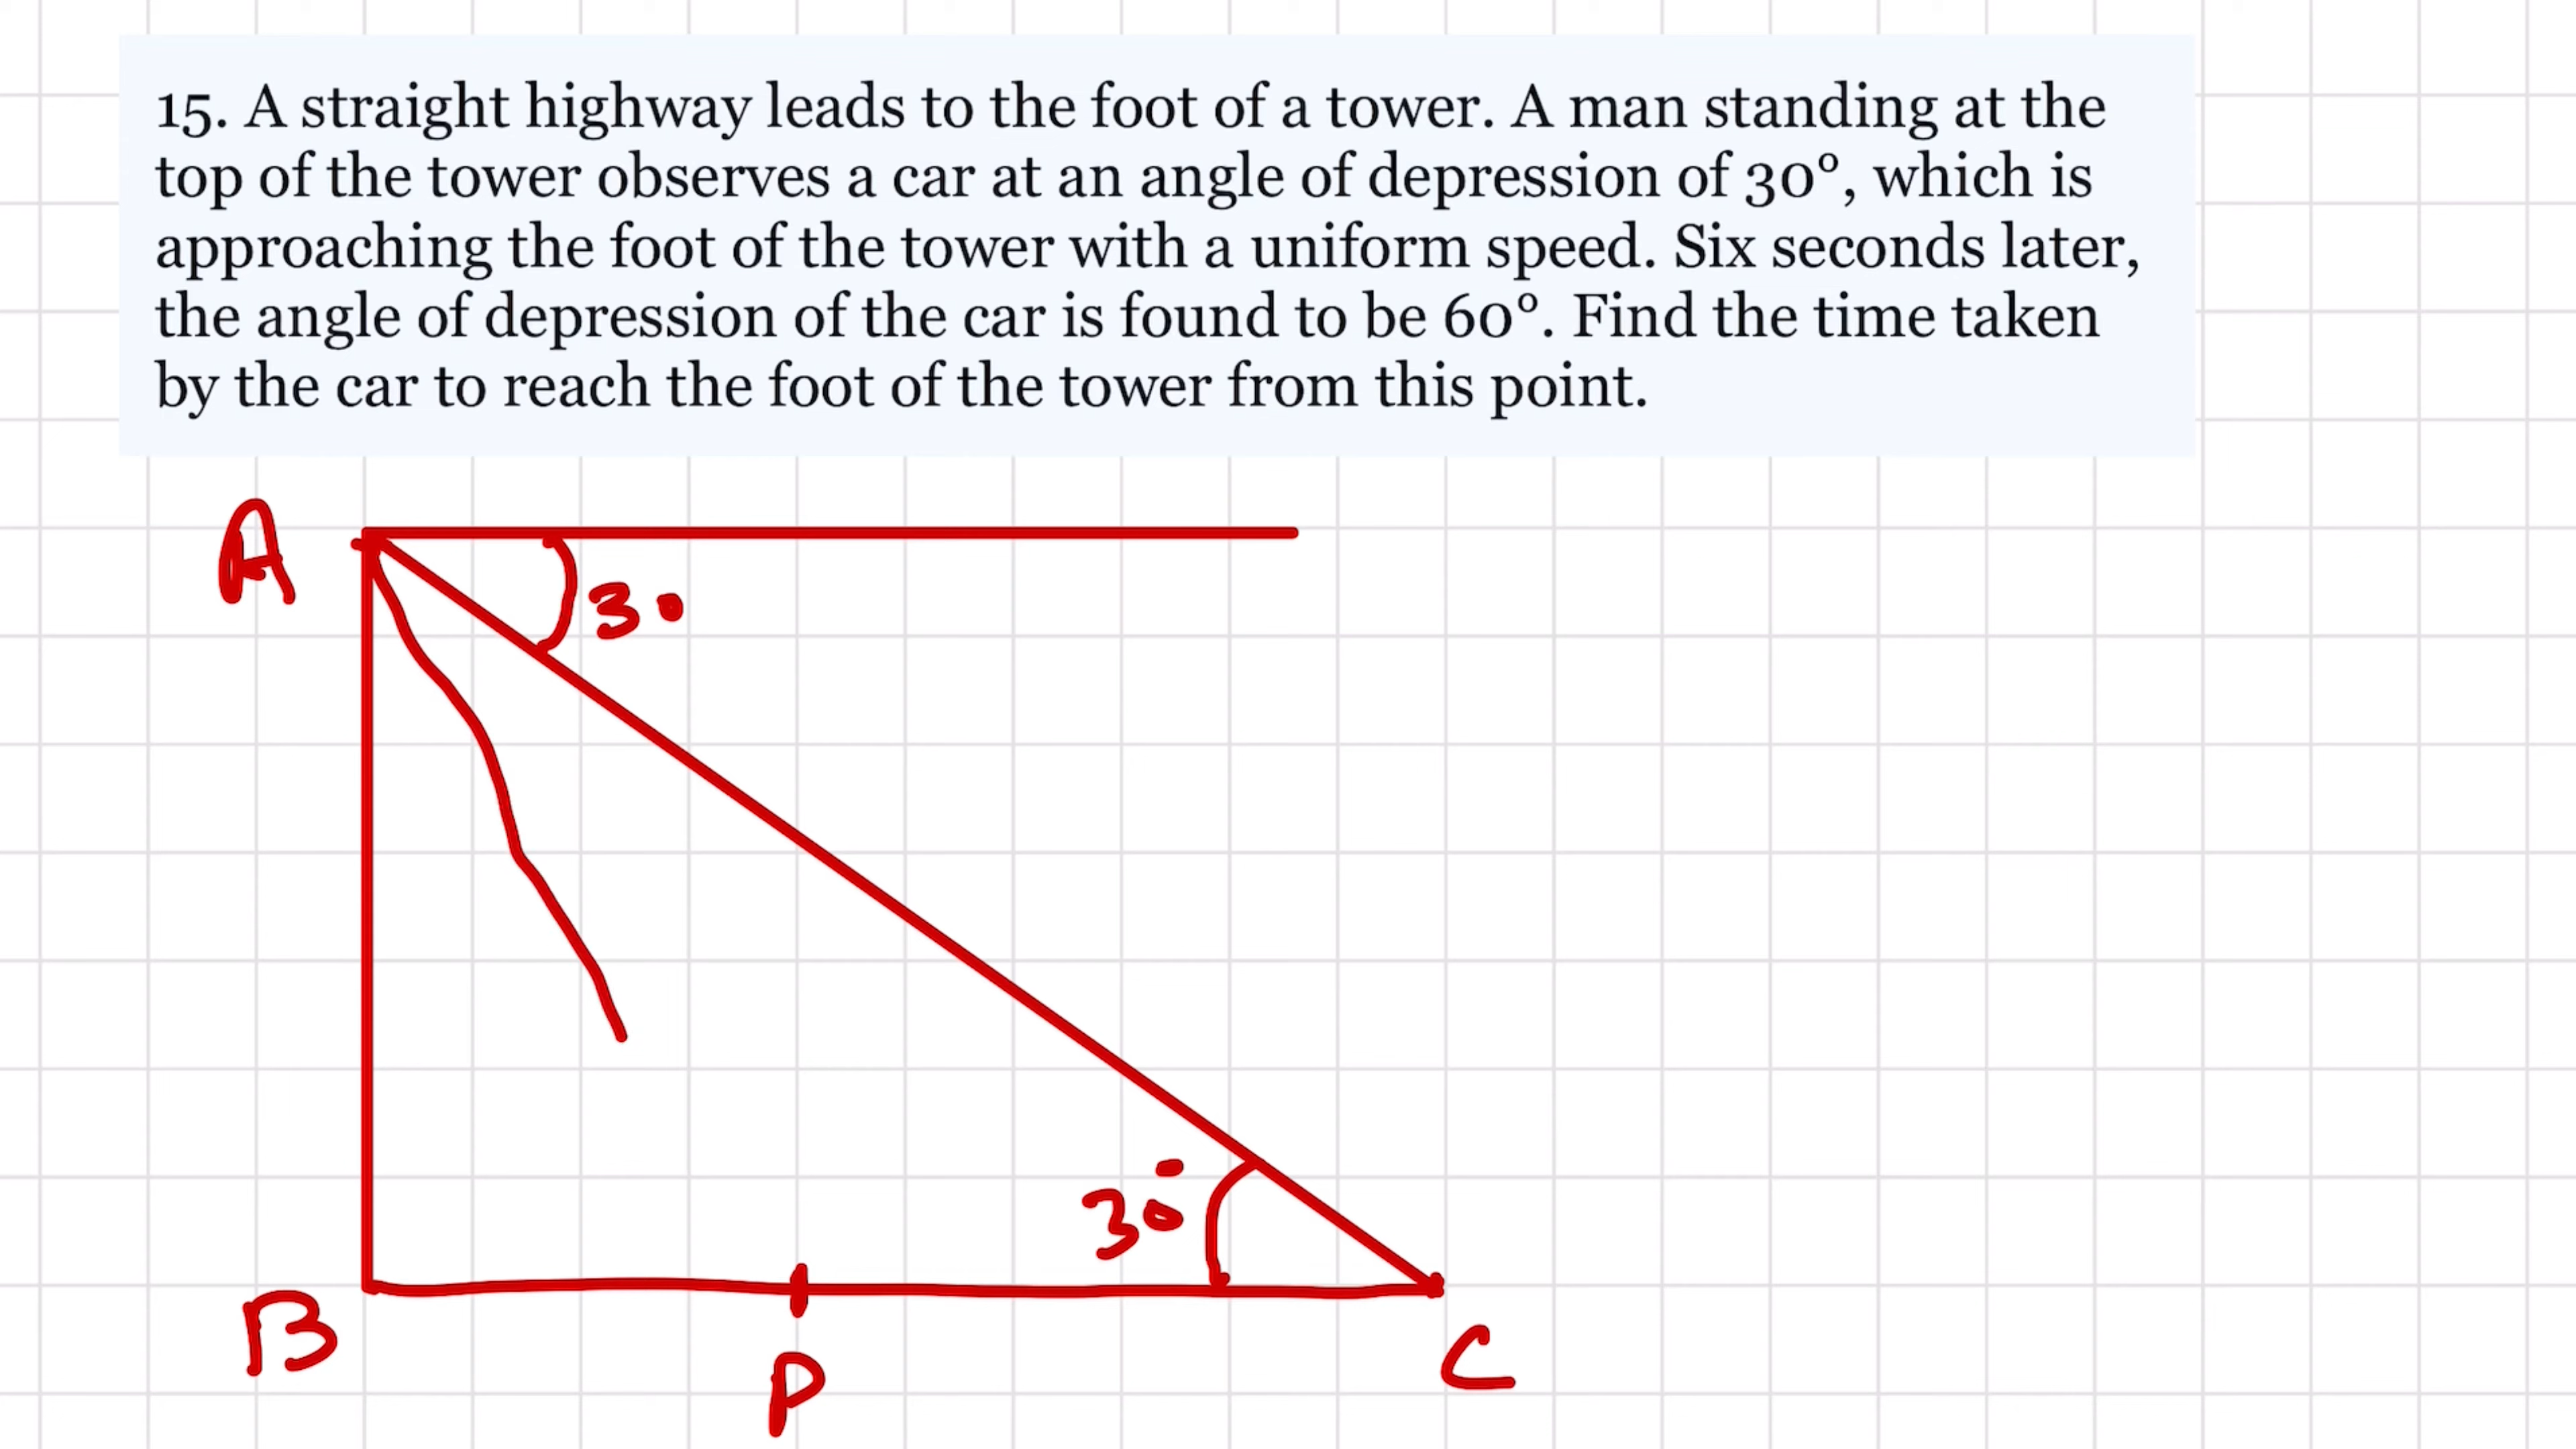 15. A straight highway leads to the foot of a tower. A man standing at the
top of the tower observes a car at an angle of depression of 30°, which is
approaching the foot of the tower with a uniform speed. Six seconds later,
the angle of depression of the car is found to be 60°. Find the time taken
by the car to reach the foot of the tower from this point.
A
30
30°
B
P
C